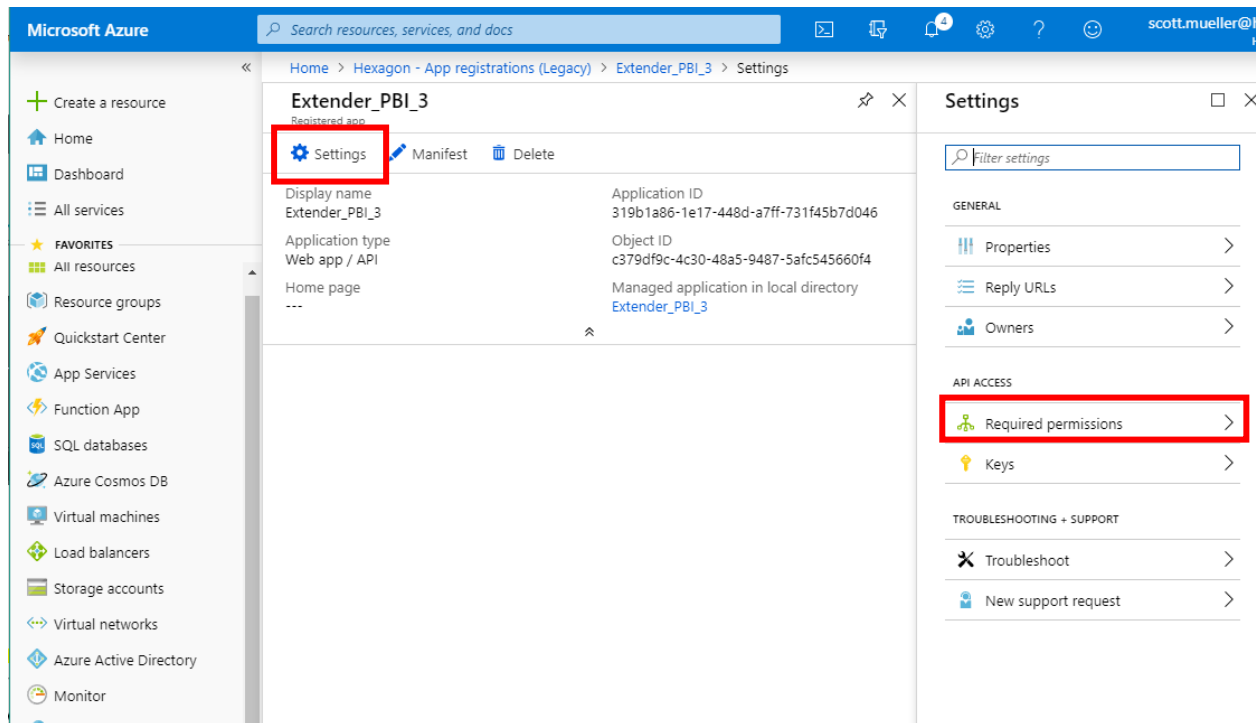 Microsoft Azure
Search resources, services, and docs
4
scott.mueller@
Home > Hexagon - App registrations (Legacy) > Extender_PBI_3 > Settings
Create a resource
Home
Dashboard
All services
FAVORITES
All resources
Resource groups
Quickstart Center
App Services
Function App
SQL databases
Azure Cosmos DB
Virtual machines
Load balancers
Storage accounts
Virtual networks
Azure Active Directory
Monitor
Extender_PBI_3
Registered app
Settings Manifest Delete
Display name
Extender_PBI_3
Application type
Web app / API
Home page
---
Application ID
319b1a86-1e17-448d-a7ff-731f45b7d046
Object ID
c379df9c-4c30-48a5-9487-5afc545660f4
Managed application in local directory
Extender_PBI_3
Settings
Filter settings
GENERAL
Properties
Reply URLs
Owners
API ACCESS
Required permissions
Keys
TROUBLESHOOTING + SUPPORT
Troubleshoot
New support request